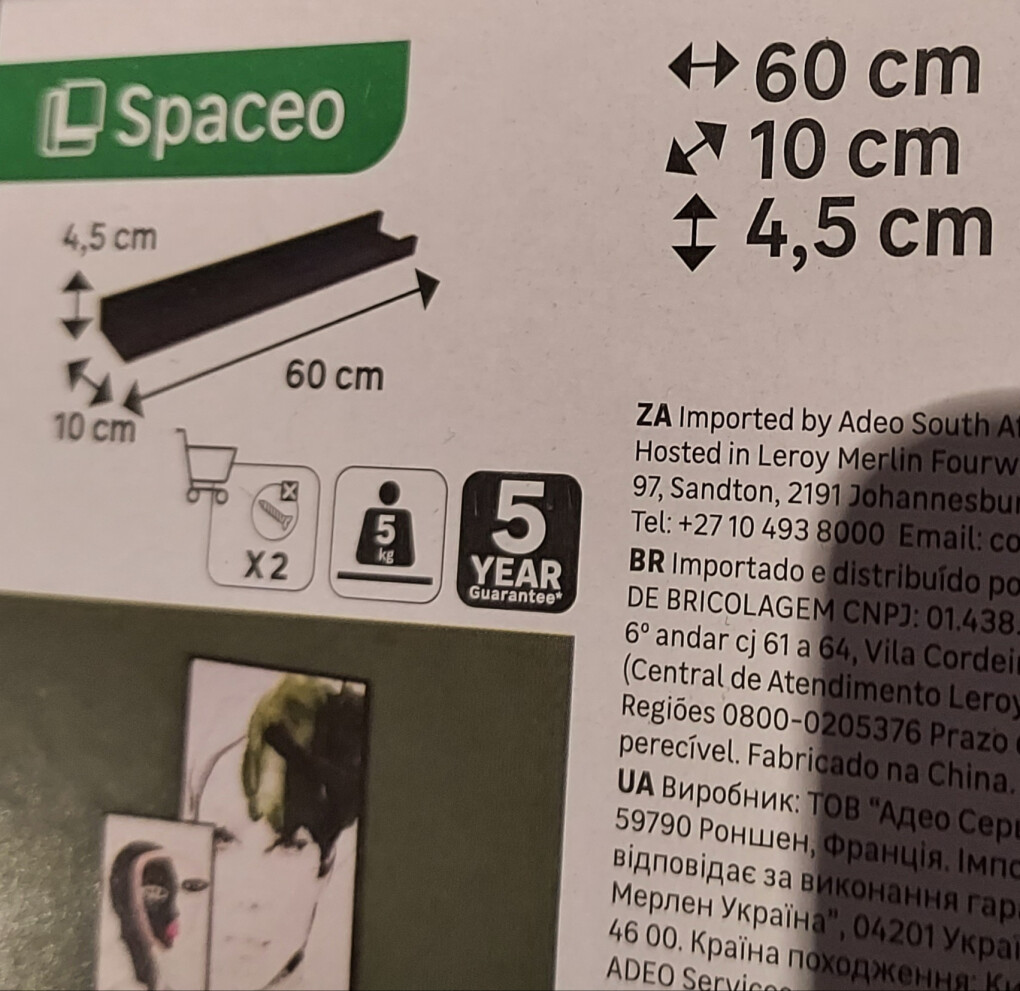 Spaceo
60 cm
10 cm
4,5 cm
4,5 cm
60 cm
10 cm
X2
5
kg
5
YEAR
Guarantee*
ZA Imported by Adeo South
Hosted in Leroy Merlin
97, Sandton, 2191
Tel: +27 10 493 8000 Email:
BR Importado e distribuído
DE BRICOLAGEM CNPJ: 01.438.
6º andar cj 61 a 64, Vila
(Central de Atendimento Leroy
Regiões 0800-0205376 Prazo
perecível. Fabricado na China.
UA Виробник: ТОВ "Адео
59790 Роншен, Франція.
відповідає за виконання
Мерлен Україна", 04201
46 00. Країна походження:
ADEO